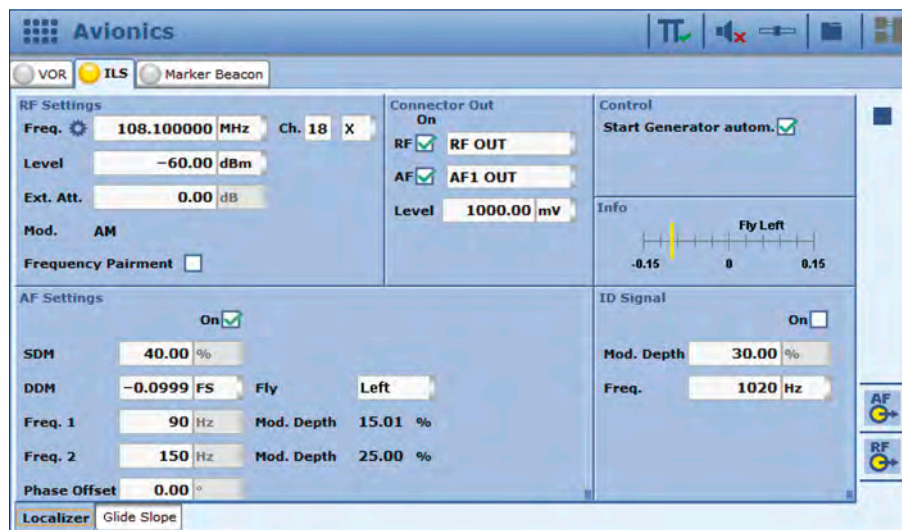 Avionics
VOR ILS Marker Beacon
RF Settings
Freq. 108.100000 MHz Ch. 18 X
Level -60.00 dBm
Ext. Att. 0.00 dB
Mod. AM
Frequency Pairment
Connector Out
On
RF RF OUT
AF AF1 OUT
Level 1000.00 mV
Control
Start Generator autom.
Info
Fly Left
-0.15 0 0.15
AF Settings
On
SDM 40.00 %
DDM -0.0999 FS Fly Left
Freq. 1 90 Hz Mod. Depth 15.01 %
Freq. 2 150 Hz Mod. Depth 25.00 %
Phase Offset 0.00 °
ID Signal
On
Mod. Depth 30.00 %
Freq. 1020 Hz
AF
RF
Localizer Glide Slope